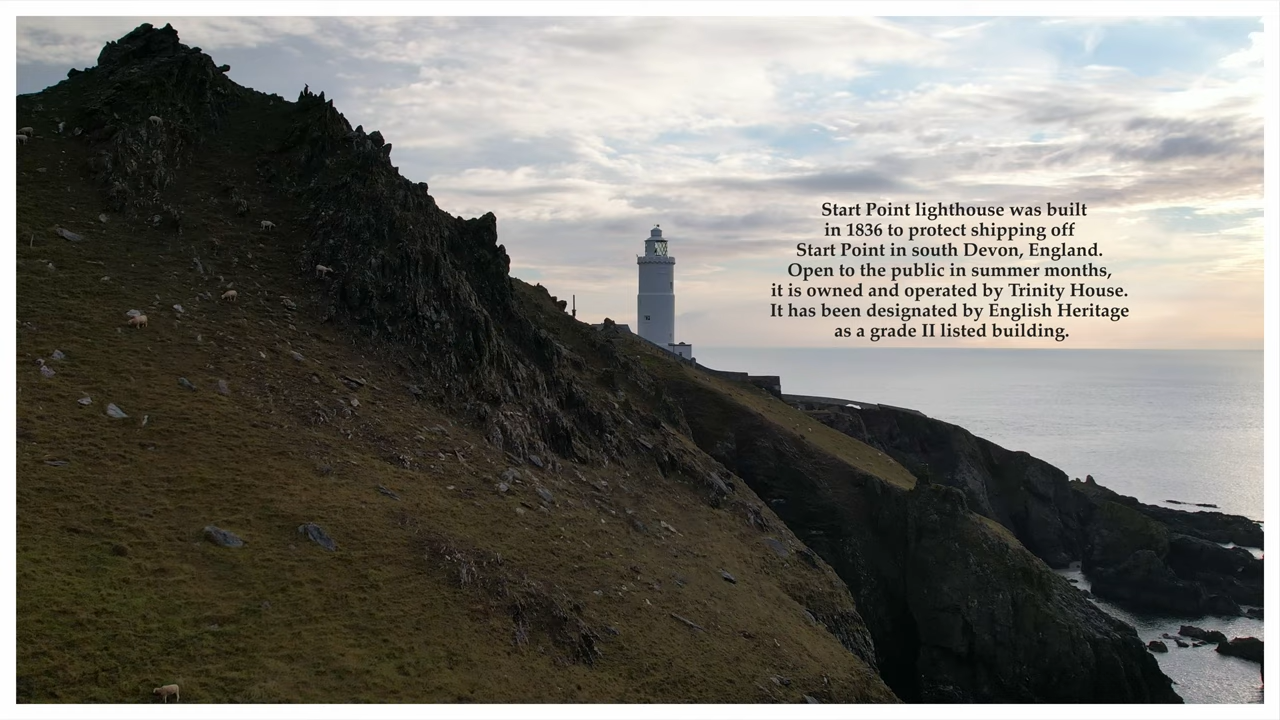 Start Point lighthouse was built
in 1836 to protect shipping off
Start Point in south Devon, England.
Open to the public in summer months,
it is owned and operated by Trinity House.
It has been designated by English Heritage
as a grade II listed building.